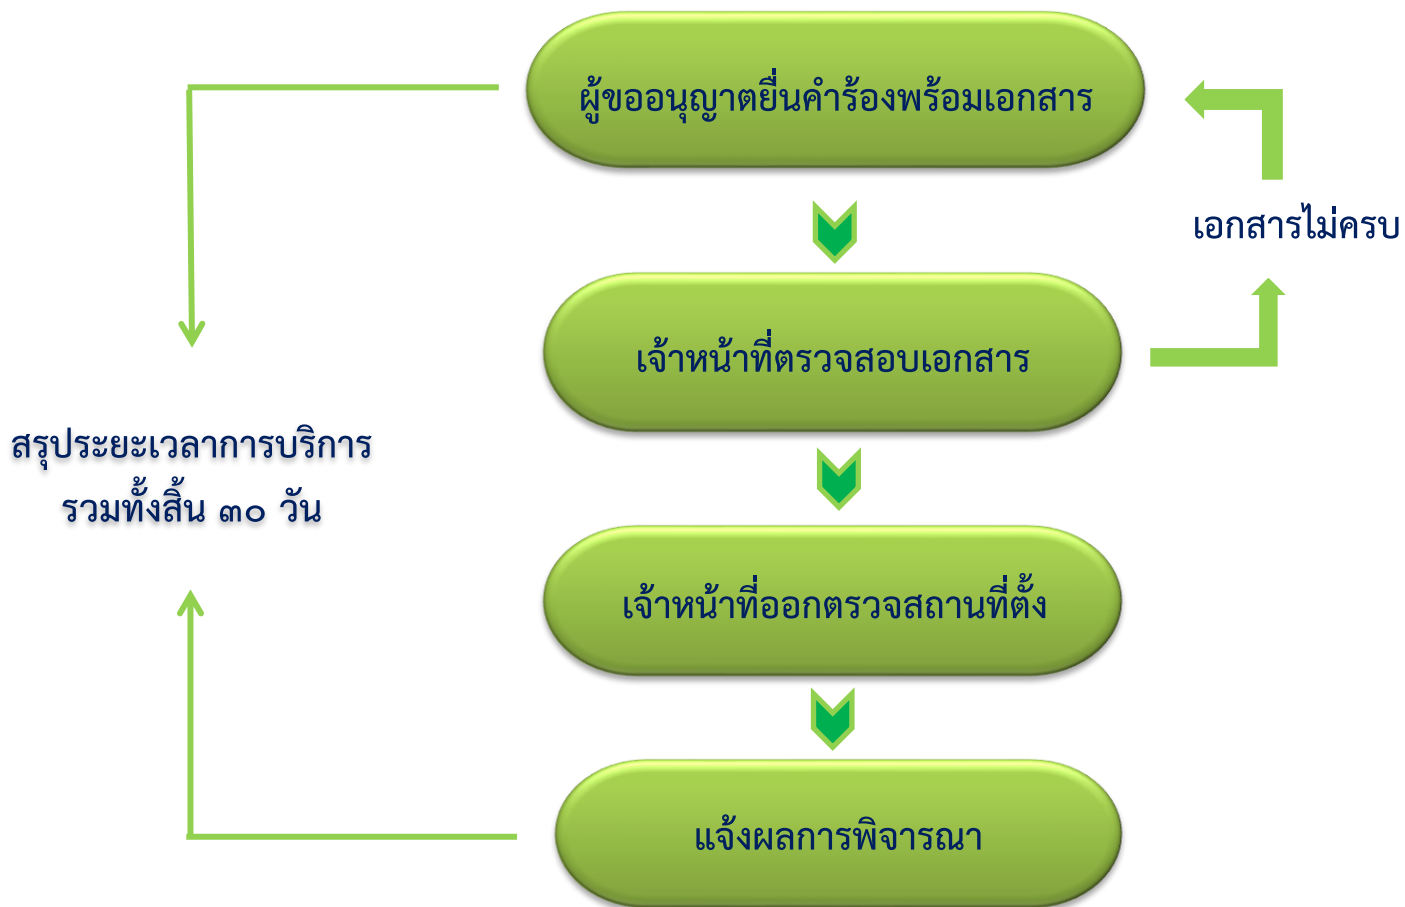 ผู้ขออนุญาตยื่นคำร้องพร้อมเอกสาร
เอกสารไม่ครบ
เจ้าหน้าที่ตรวจสอบเอกสาร
สรุประยะเวลาการบริการ
รวมทั้งสิ้น ๓๐ วัน
เจ้าหน้าที่ออกตรวจสถานที่ตั้ง
แจ้งผลการพิจารณา